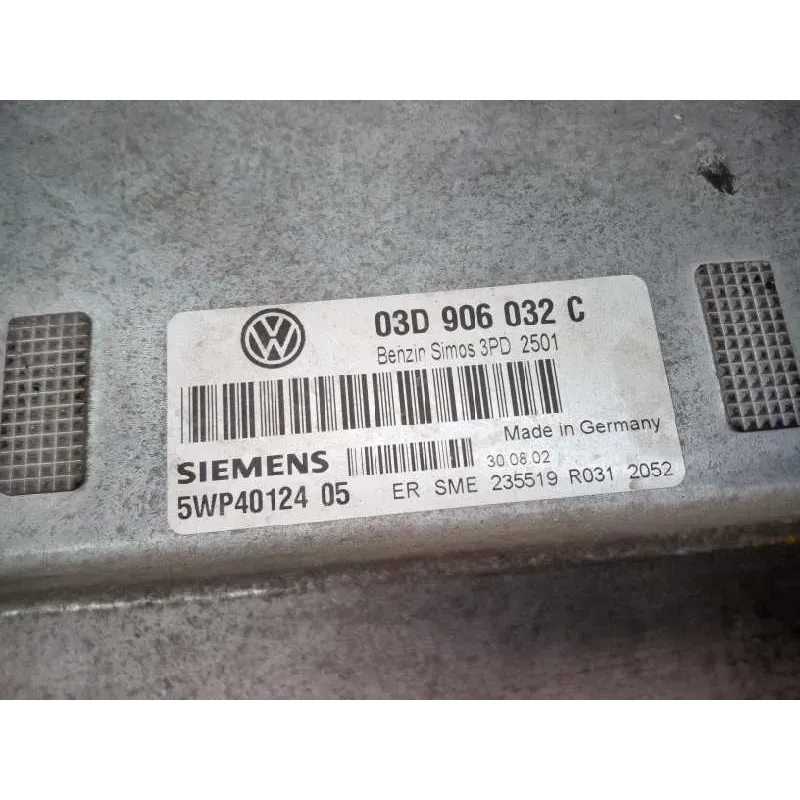 03D 906 032 C
Benzin Simos 3PD 2501
Made in Germany
SIEMENS 30.08.02
5WP40124 05 ER SME 235519 R031 2052